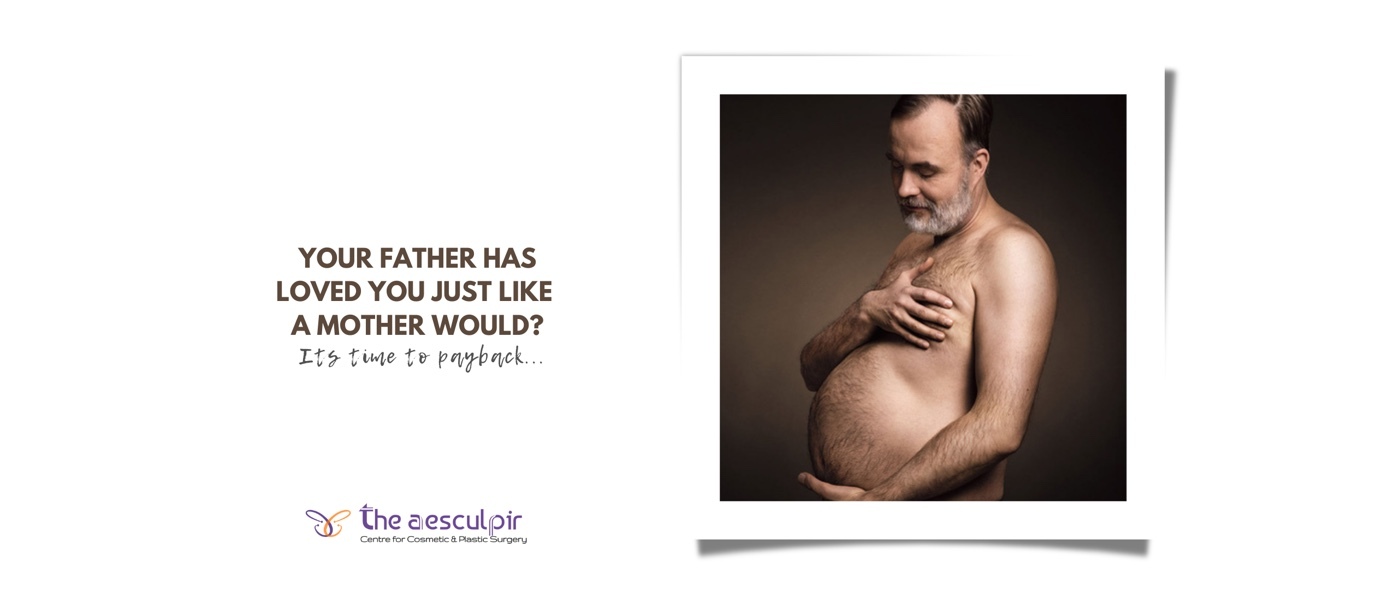 YOUR FATHER HAS
LOVED YOU JUST LIKE
A MOTHER WOULD?
Its time to payback...
the aesculpir
Centre for Cosmetic & Plastic Surgery